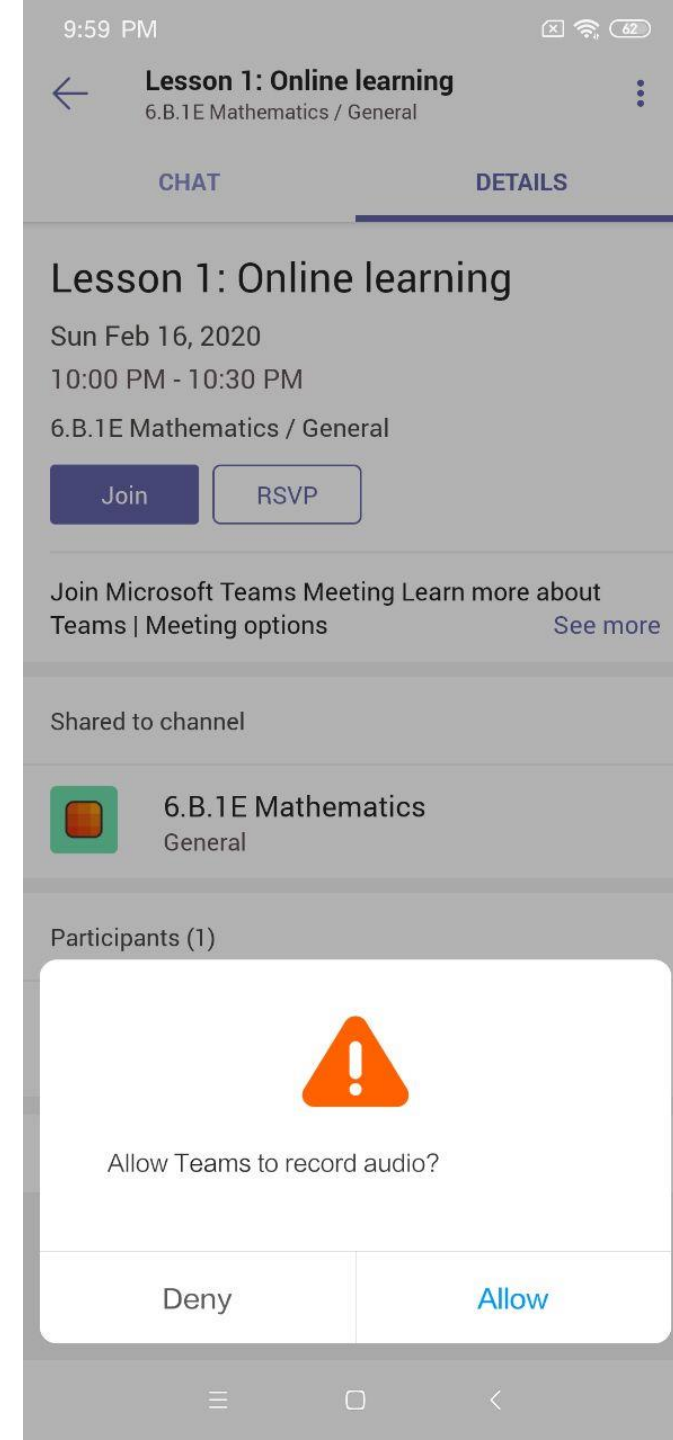 9:59 PM
62
Lesson 1: Online learning
6.B.1E Mathematics / General
CHAT
DETAILS
Lesson 1: Online learning
Sun Feb 16, 2020
10:00 PM - 10:30 PM
6.B.1E Mathematics / General
Join
RSVP
Join Microsoft Teams Meeting Learn more about
Teams | Meeting options
See more
Shared to channel
6.B.1E Mathematics
General
Participants (1)
Allow Teams to record audio?
Deny
Allow